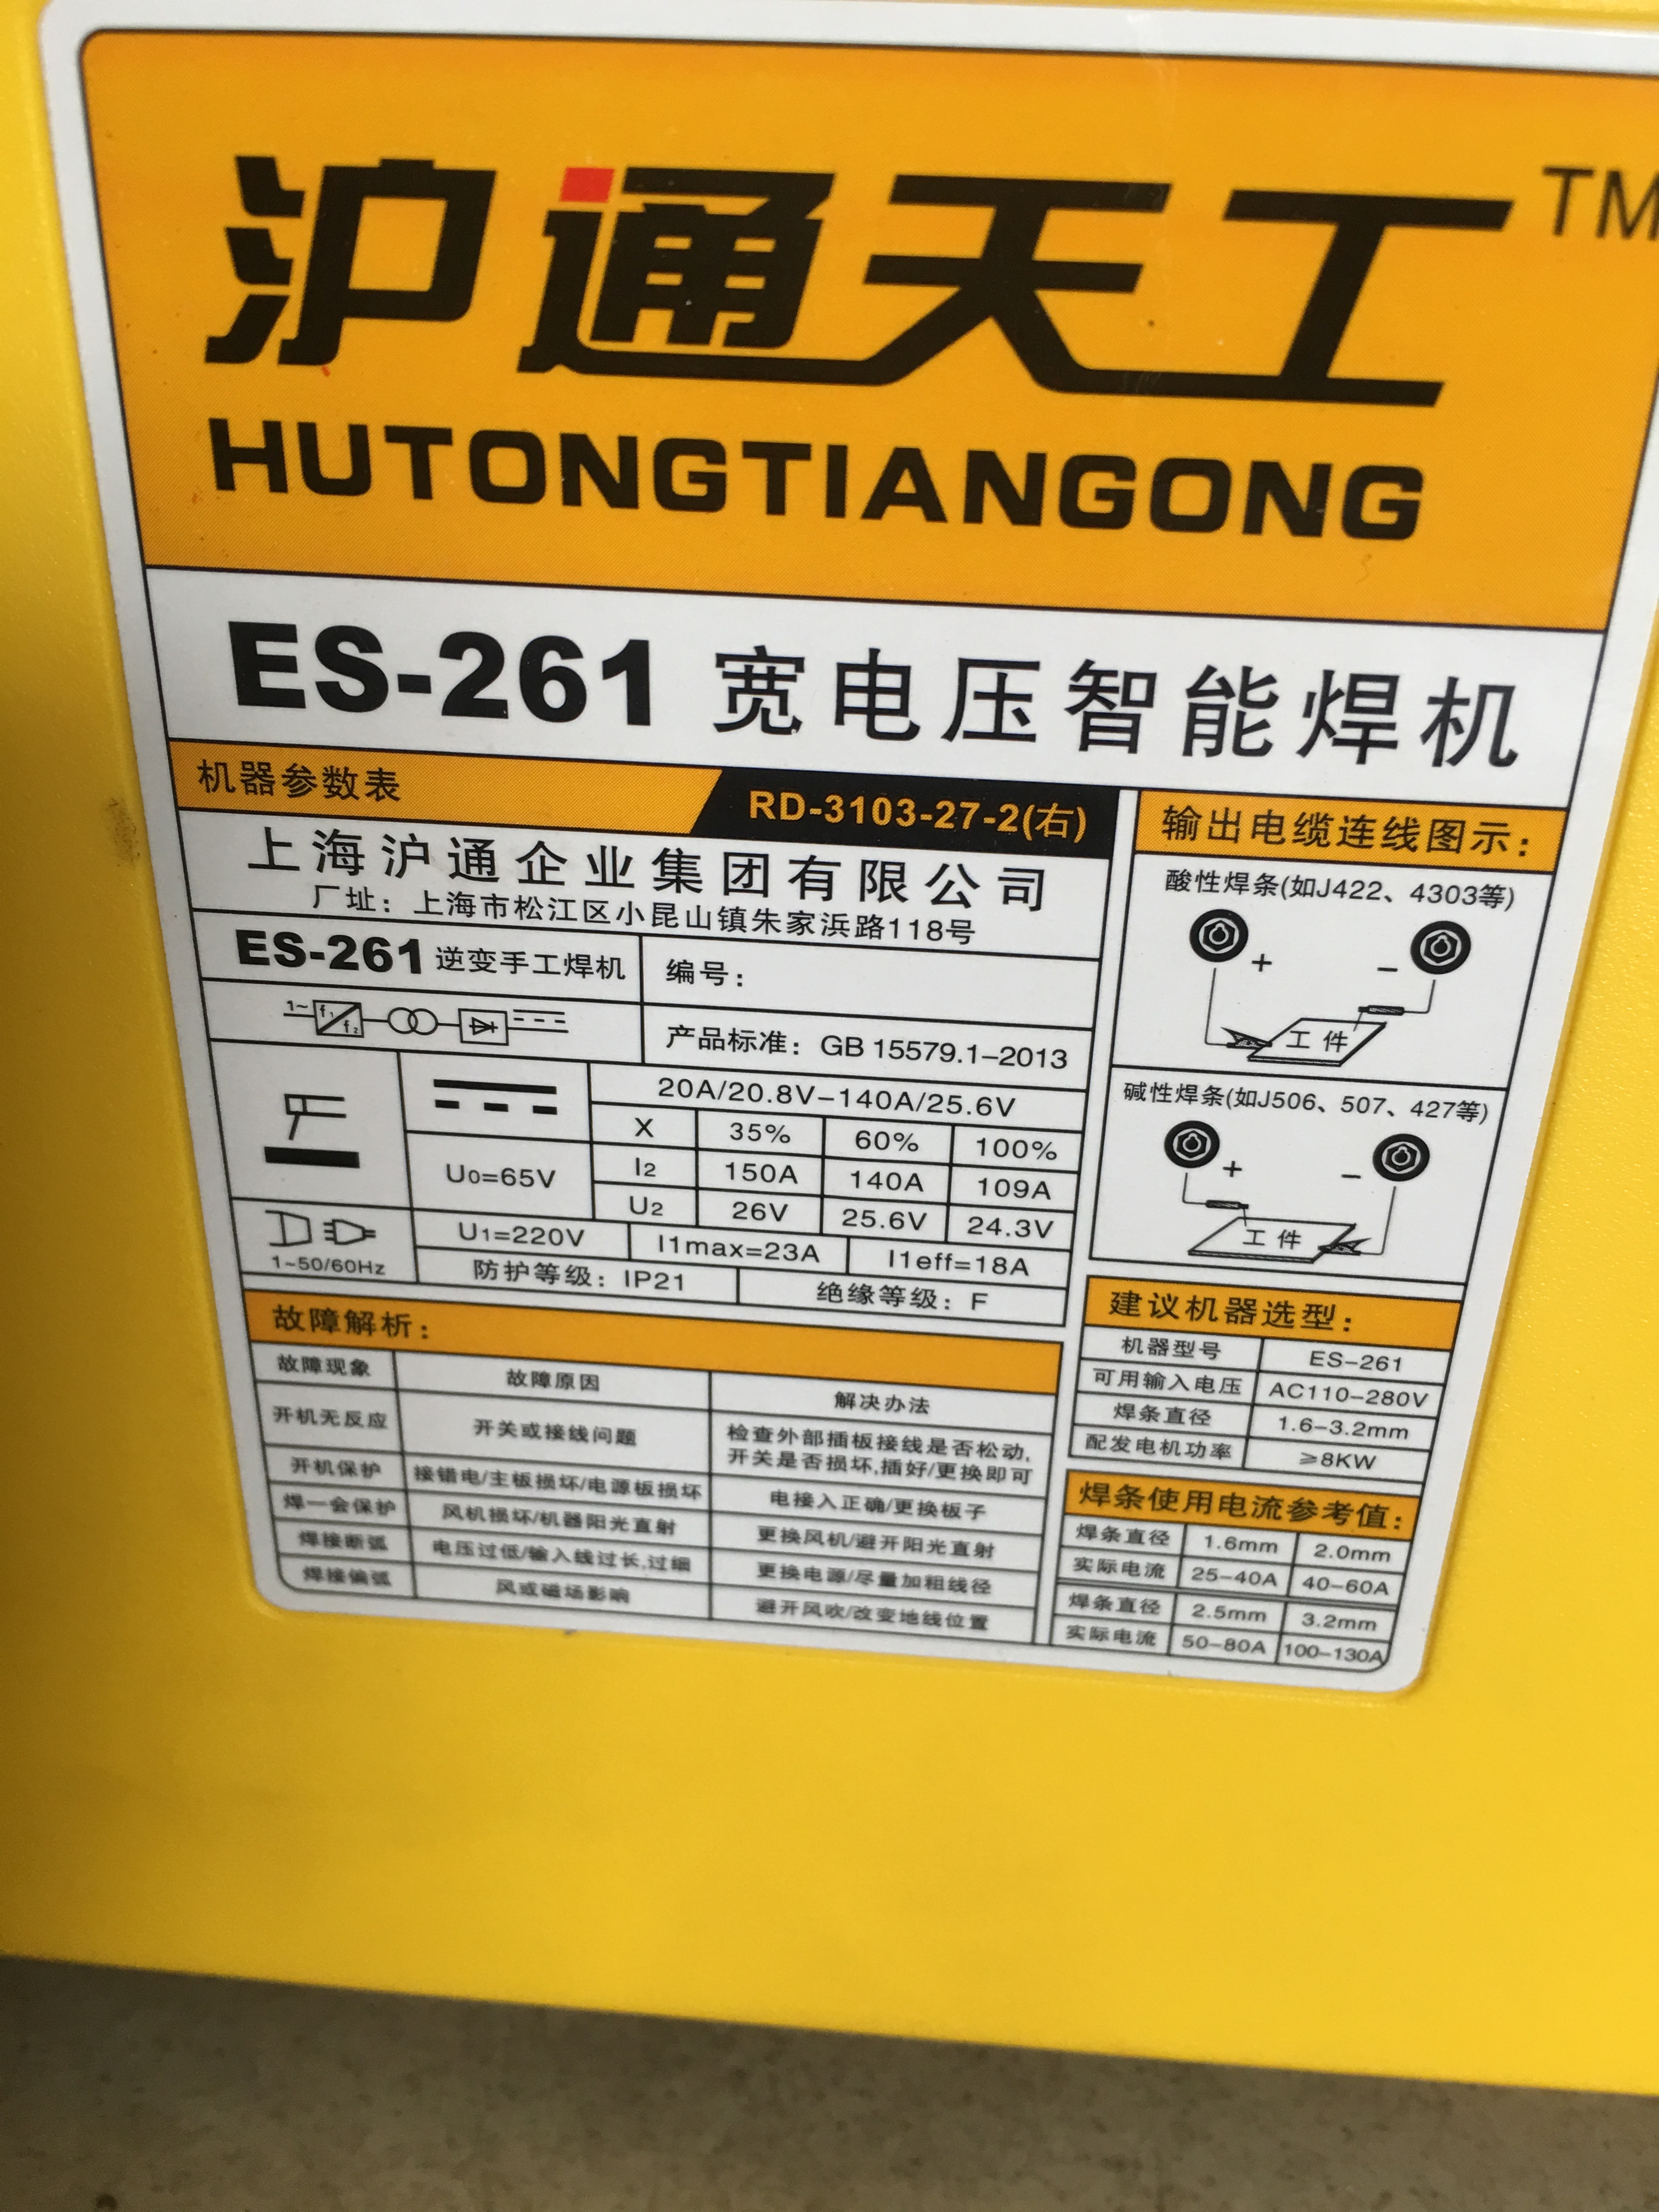 沪通天工 TM
HUTONGTIANGONG
ES-261 宽电压智能焊机
机器参数表
RD-3103-27-2(右)
上海沪通企业集团有限公司
厂址：上海市松江区小昆山镇朱家浜路118号
ES-261 逆变手工焊机 编号：
1~ f1 f2
产品标准：GB 15579.1-2013
20A/20.8V-140A/25.6V
X 35% 60% 100%
U0=65V
I2 150A 140A 109A
U2 26V 25.6V 24.3V
1~50/60Hz
U1=220V I1max=23A I1eff=18A
防护等级：IP21 绝缘等级：F
故障解析：
故障现象 故障原因 解决办法
开机无反应 开关或接线问题 检查外部插板接线是否松动,
开关是否损坏,插好/更换即可
开机保护 接错电/主板损坏/电源板损坏 电接入正确/更换板子
焊一会保护 风机损坏/机器阳光直射 更换风机/避开阳光直射
焊接断弧 电压过低/输入线过长,过细 更换电源/尽量加粗线径
焊接偏弧 风或磁场影响 避开风吹/改变地线位置
输出电缆连线图示：
酸性焊条(如J422、4303等)
+ −
工件
碱性焊条(如J506、507、427等)
+ −
工件
建议机器选型：
机器型号 ES-261
可用输入电压 AC110-280V
焊条直径 1.6-3.2mm
配发电机功率 ≥8KW
焊条使用电流参考值：
焊条直径 1.6mm 2.0mm
实际电流 25-40A 40-60A
焊条直径 2.5mm 3.2mm
实际电流 50-80A 100-130A